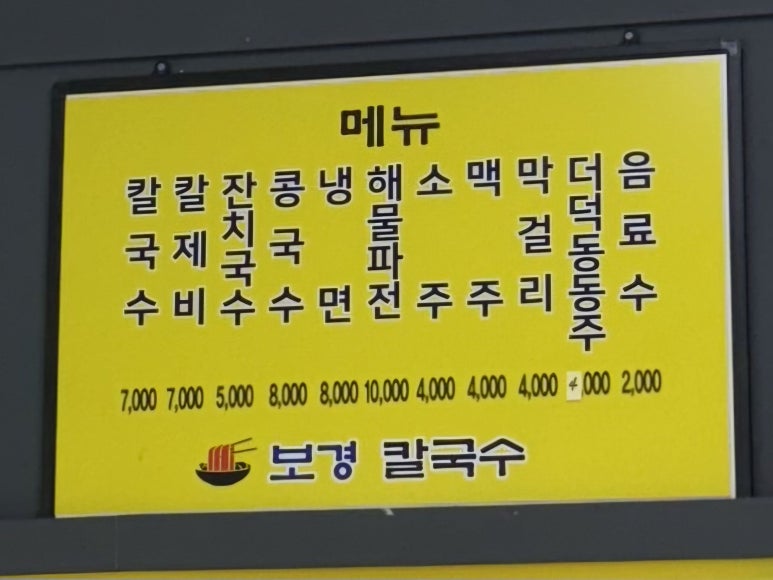 메뉴
칼국수 7,000
칼제비 7,000
잔치국수 5,000
콩국수 8,000
냉면 8,000
해물파전 10,000
소주 4,000
맥주 4,000
막걸리 4,000
더덕동동주 4,000
음료수 2,000
보경 칼국수